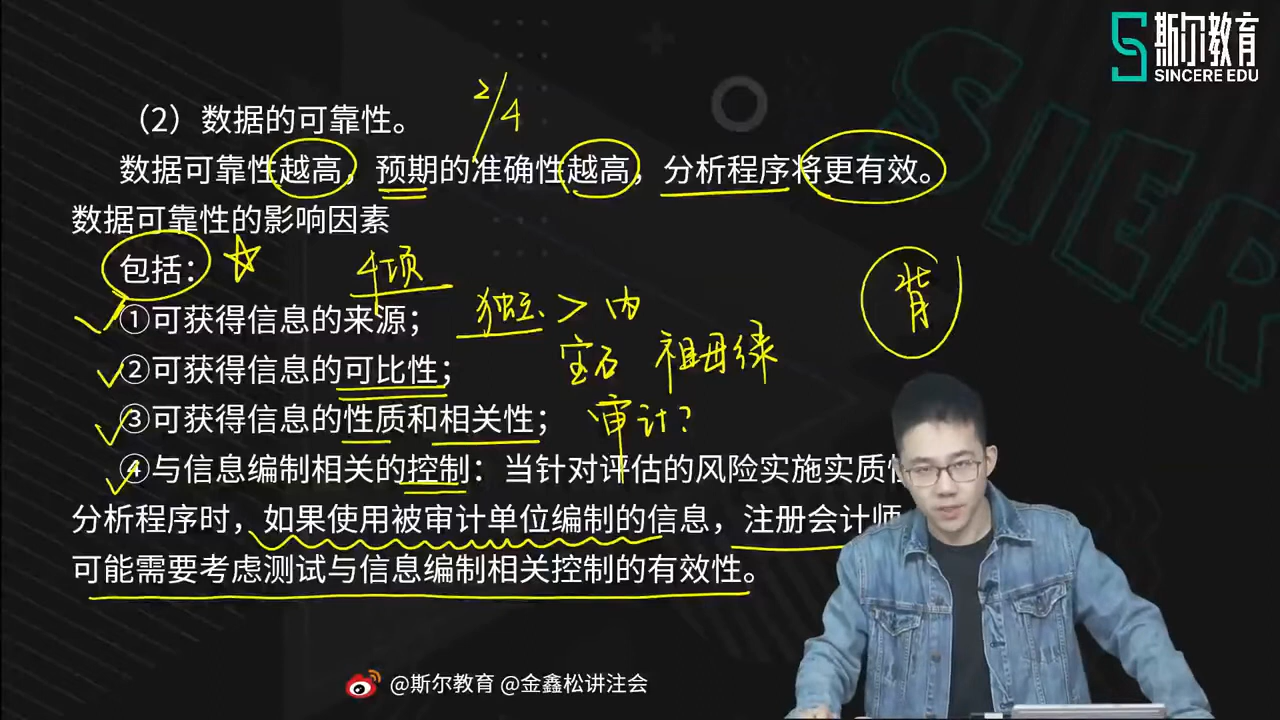 斯尔教育
SINCERE EDU
2/4
（2）数据的可靠性。
数据可靠性越高，预期的准确性越高，分析程序将更有效。
数据可靠性的影响因素
包括：
4项
背
①可获得信息的来源；
独立 > 内
②可获得信息的可比性；
宝石 祖母绿
③可获得信息的性质和相关性；
审计?
④与信息编制相关的控制：当针对评估的风险实施实质
分析程序时，如果使用被审计单位编制的信息，注册会计师
可能需要考虑测试与信息编制相关控制的有效性。
@斯尔教育 @金鑫松讲注会